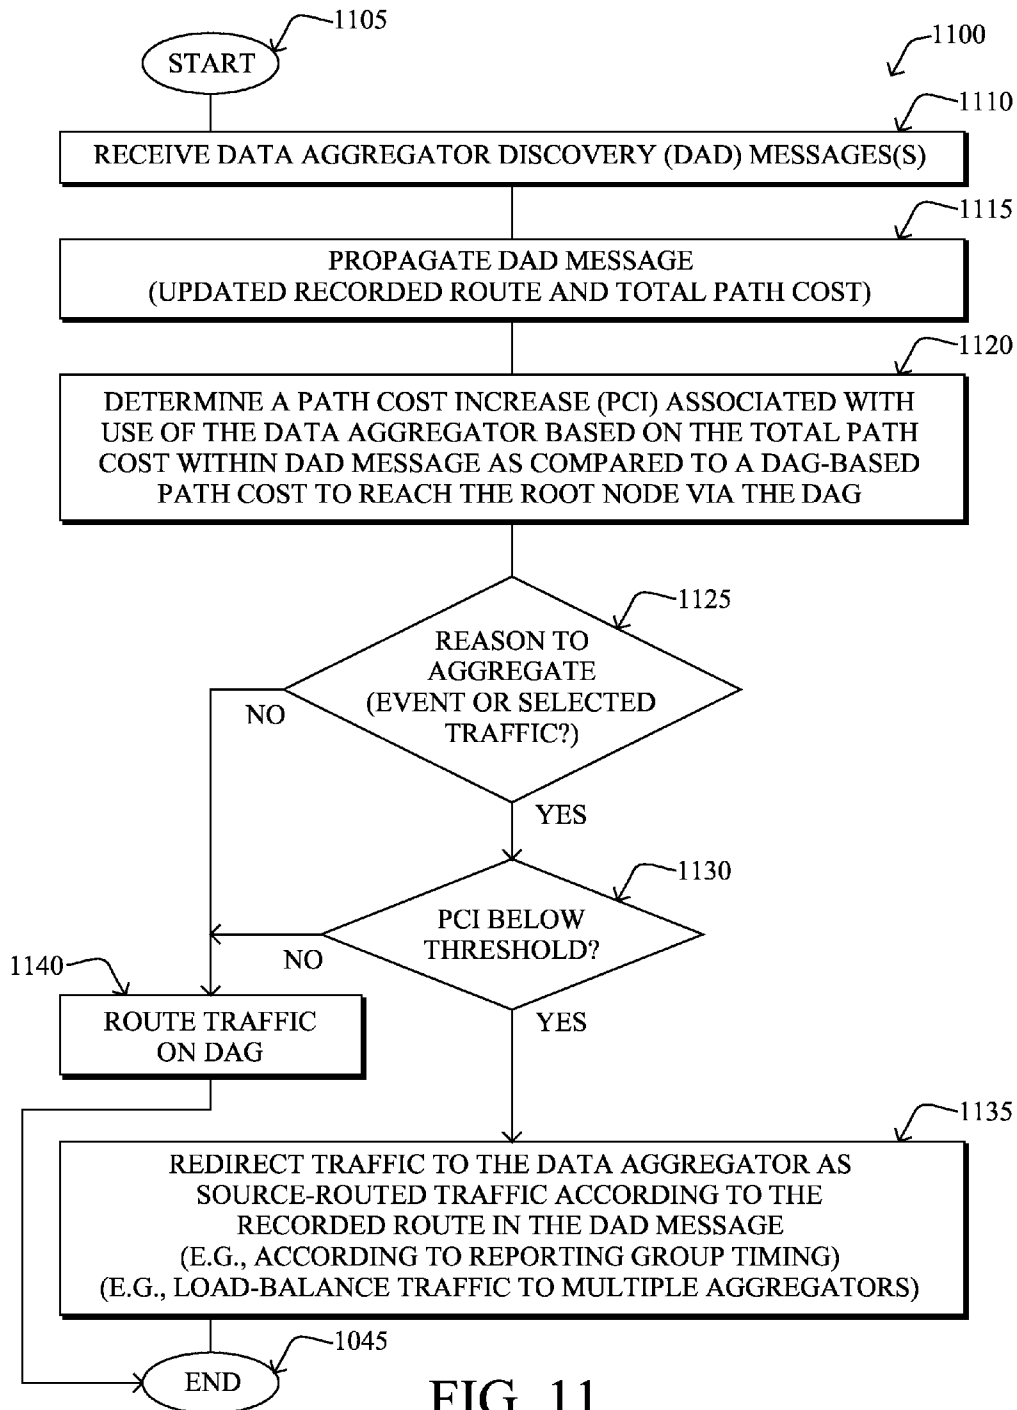 1105
START
1100
1110
RECEIVE DATA AGGREGATOR DISCOVERY (DAD) MESSAGES(S)
1115
PROPAGATE DAD MESSAGE
(UPDATED RECORDED ROUTE AND TOTAL PATH COST)
1120
DETERMINE A PATH COST INCREASE (PCI) ASSOCIATED WITH
USE OF THE DATA AGGREGATOR BASED ON THE TOTAL PATH
COST WITHIN DAD MESSAGE AS COMPARED TO A DAG-BASED
PATH COST TO REACH THE ROOT NODE VIA THE DAG
1125
REASON TO
AGGREGATE
(EVENT OR SELECTED
TRAFFIC?)
NO
YES
1130
PCI BELOW
THRESHOLD?
NO
YES
1140
ROUTE TRAFFIC
ON DAG
1135
REDIRECT TRAFFIC TO THE DATA AGGREGATOR AS
SOURCE-ROUTED TRAFFIC ACCORDING TO THE
RECORDED ROUTE IN THE DAD MESSAGE
(E.G., ACCORDING TO REPORTING GROUP TIMING)
(E.G., LOAD-BALANCE TRAFFIC TO MULTIPLE AGGREGATORS)
1045
END
FIG. 11